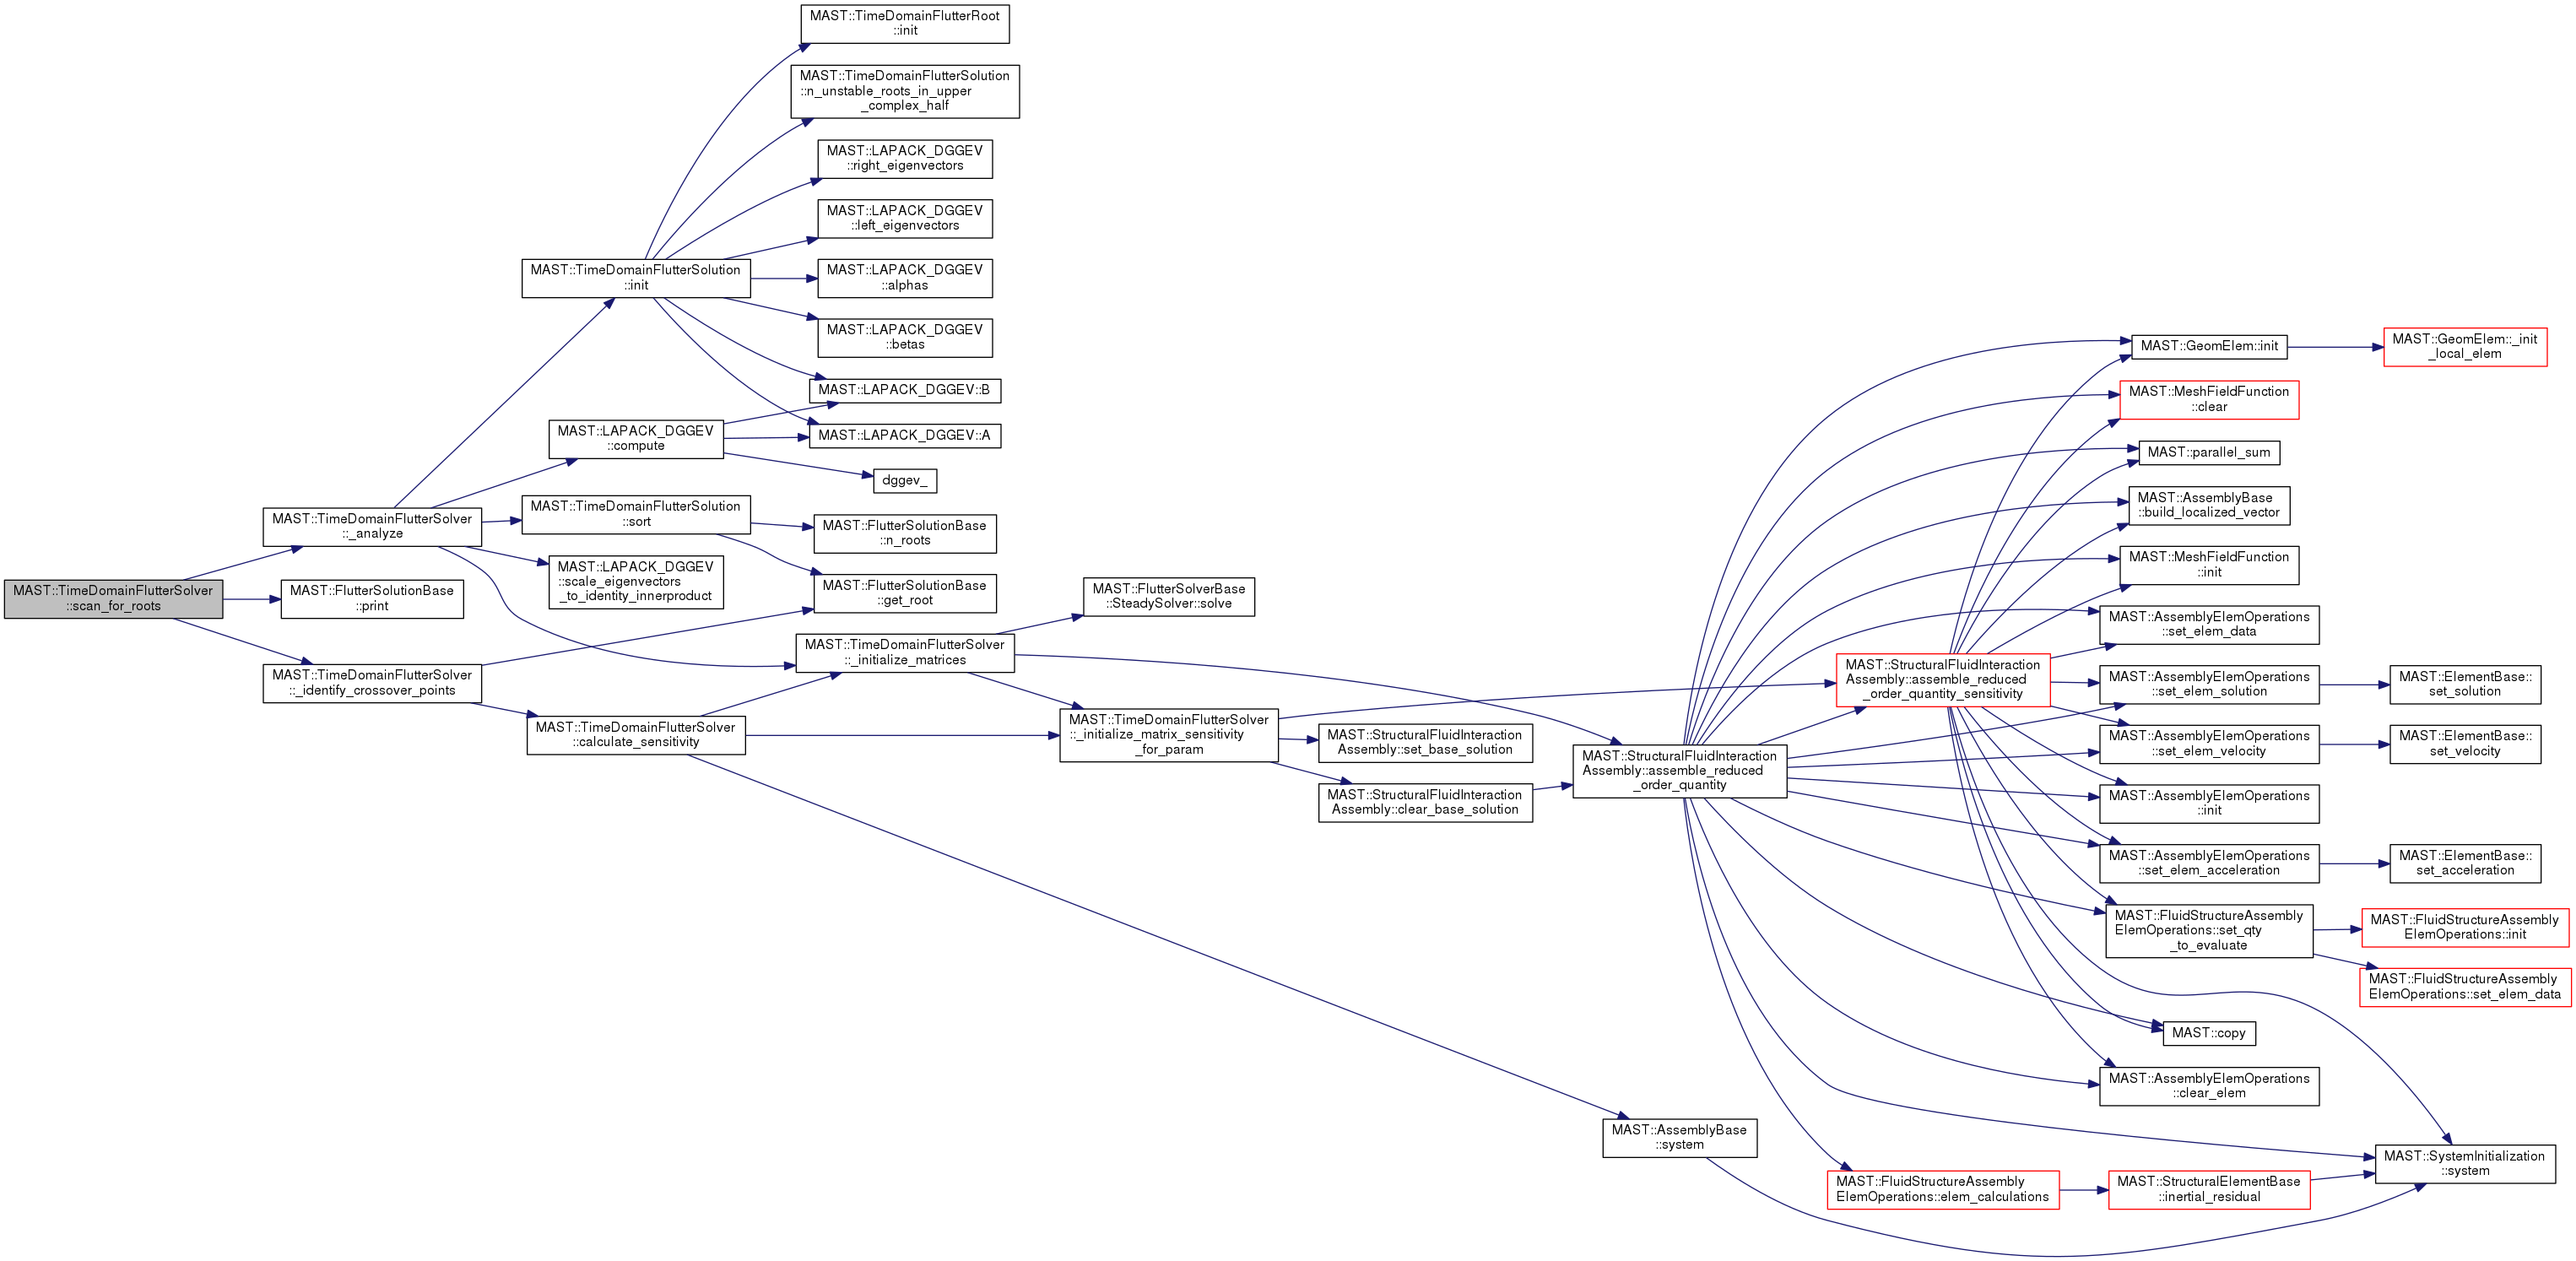 MAST::TimeDomainFlutterSolver
::scan_for_roots
MAST::TimeDomainFlutterSolver
::_analyze
MAST::FlutterSolutionBase
::print
MAST::TimeDomainFlutterSolver
::_identify_crossover_points
MAST::TimeDomainFlutterSolution
::init
MAST::LAPACK_DGGEV
::compute
MAST::TimeDomainFlutterSolution
::sort
MAST::LAPACK_DGGEV
::scale_eigenvectors
_to_identity_innerproduct
MAST::TimeDomainFlutterSolver
::calculate_sensitivity
MAST::TimeDomainFlutterRoot
::init
MAST::TimeDomainFlutterSolution
::n_unstable_roots_in_upper
_complex_half
MAST::LAPACK_DGGEV
::right_eigenvectors
MAST::LAPACK_DGGEV
::left_eigenvectors
MAST::LAPACK_DGGEV
::alphas
MAST::LAPACK_DGGEV
::betas
MAST::LAPACK_DGGEV::B
MAST::LAPACK_DGGEV::A
dggev_
MAST::FlutterSolutionBase
::n_roots
MAST::FlutterSolutionBase
::get_root
MAST::TimeDomainFlutterSolver
::_initialize_matrices
MAST::FlutterSolverBase
::SteadySolver::solve
MAST::TimeDomainFlutterSolver
::_initialize_matrix_sensitivity
_for_param
MAST::StructuralFluidInteraction
Assembly::set_base_solution
MAST::StructuralFluidInteraction
Assembly::clear_base_solution
MAST::StructuralFluidInteraction
Assembly::assemble_reduced
_order_quantity
MAST::AssemblyBase
::system
MAST::StructuralFluidInteraction
Assembly::assemble_reduced
_order_quantity_sensitivity
MAST::FluidStructureAssembly
ElemOperations::elem_calculations
MAST::GeomElem::init
MAST::MeshFieldFunction
::clear
MAST::parallel_sum
MAST::AssemblyBase
::build_localized_vector
MAST::MeshFieldFunction
::init
MAST::AssemblyElemOperations
::set_elem_data
MAST::AssemblyElemOperations
::set_elem_solution
MAST::AssemblyElemOperations
::set_elem_velocity
MAST::AssemblyElemOperations
::init
MAST::AssemblyElemOperations
::set_elem_acceleration
MAST::FluidStructureAssembly
ElemOperations::set_qty
_to_evaluate
MAST::copy
MAST::AssemblyElemOperations
::clear_elem
MAST::StructuralElementBase
::inertial_residual
MAST::GeomElem::_init
_local_elem
MAST::ElementBase::
set_solution
MAST::ElementBase::
set_velocity
MAST::ElementBase::
set_acceleration
MAST::FluidStructureAssembly
ElemOperations::init
MAST::FluidStructureAssembly
ElemOperations::set_elem_data
MAST::SystemInitialization
::system